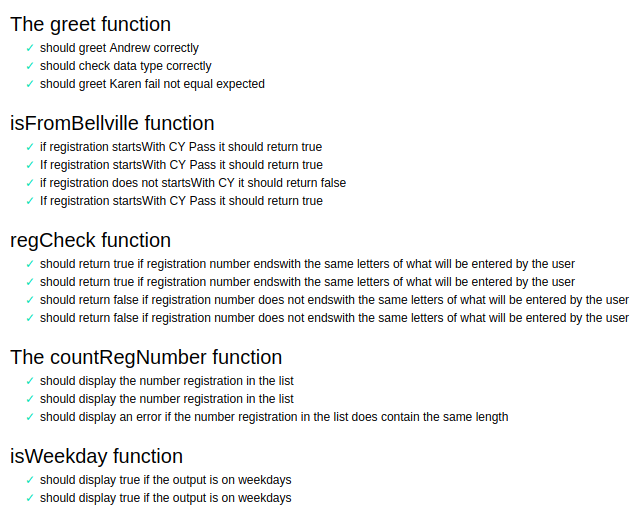 The greet function
✓ should greet Andrew correctly
✓ should check data type correctly
✓ should greet Karen fail not equal expected
isFromBellville function
✓ if registration startsWith CY Pass it should return true
✓ If registration startsWith CY Pass it should return true
✓ if registration does not startsWith CY it should return false
✓ If registration startsWith CY Pass it should return true
regCheck function
✓ should return true if registration number endswith the same letters of what will be entered by the user
✓ should return true if registration number endswith the same letters of what will be entered by the user
✓ should return false if registration number does not endswith the same letters of what will be entered by the user
✓ should return false if registration number does not endswith the same letters of what will be entered by the user
The countRegNumber function
✓ should display the number registration in the list
✓ should display the number registration in the list
✓ should display an error if the number registration in the list does contain the same length
isWeekday function
✓ should display true if the output is on weekdays
✓ should display true if the output is on weekdays